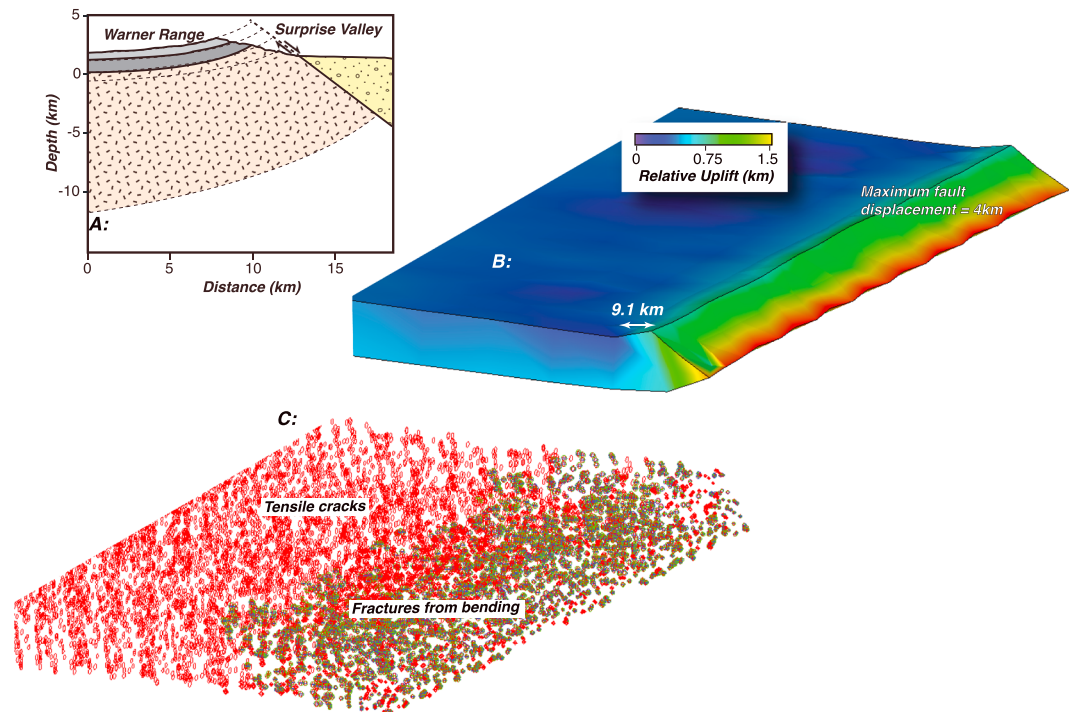 5
0
-5
-10
Depth (km)
Warner Range
Surprise Valley
A:
0
5
10
15
Distance (km)
0
0.75
1.5
Relative Uplift (km)
Maximum fault
displacement = 4km
B:
9.1 km
C:
Tensile cracks
Fractures from bending